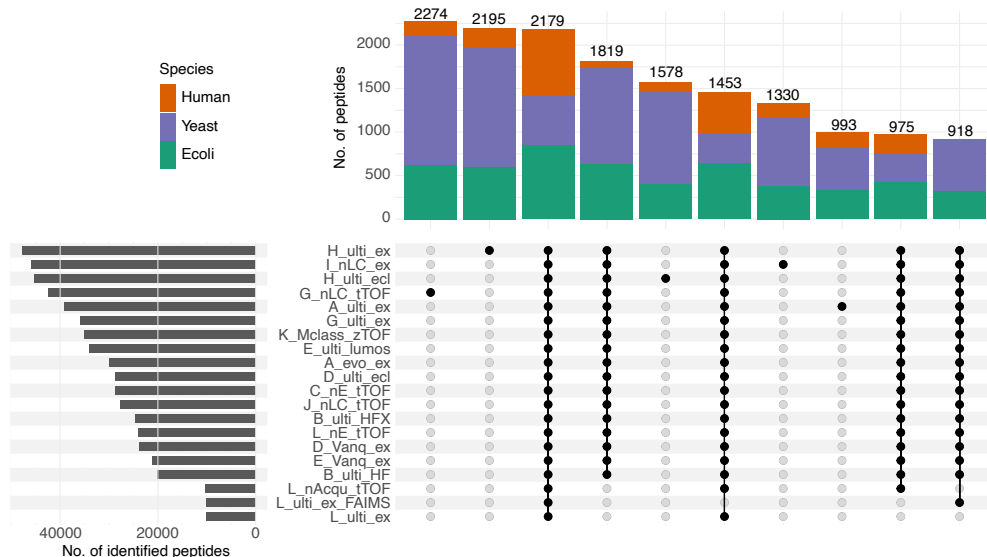 2274 2195 2179 1819 1578 1453 1330 993 975 918
Species
Human
Yeast
Ecoli
No. of peptides
2000
1500
1000
500
0
H_ulti_ex
I_nLC_ex
H_ulti_ecl
G_nLC_tTOF
A_ulti_ex
G_ulti_ex
K_Mclass_zTOF
E_ulti_lumos
A_evo_ex
D_ulti_ecl
C_nE_tTOF
J_nLC_tTOF
B_ulti_HFX
L_nE_tTOF
D_Vanq_ex
E_Vanq_ex
B_ulti_HF
L_nAcqu_tTOF
L_ulti_ex_FAIMS
L_ulti_ex
40000 20000 0
No. of identified peptides